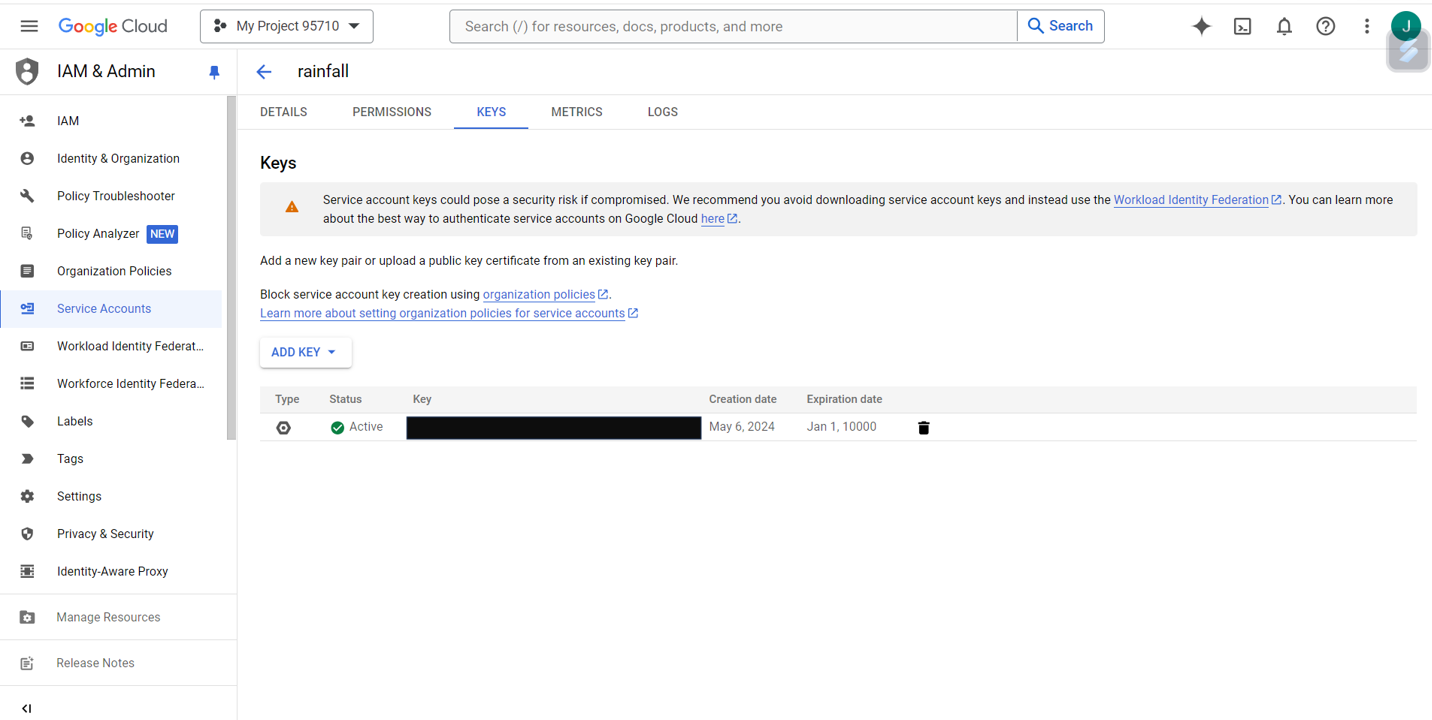 Google Cloud
My Project 95710
Search (/) for resources, docs, products, and more
Search
J
IAM & Admin
rainfall
DETAILS
PERMISSIONS
KEYS
METRICS
LOGS
IAM
Identity & Organization
Policy Troubleshooter
Policy Analyzer NEW
Organization Policies
Service Accounts
Workload Identity Federat...
Workforce Identity Federa...
Labels
Tags
Settings
Privacy & Security
Identity-Aware Proxy
Manage Resources
Release Notes
Keys
Service account keys could pose a security risk if compromised. We recommend you avoid downloading service account keys and instead use the Workload Identity Federation. You can learn more
about the best way to authenticate service accounts on Google Cloud here.
Add a new key pair or upload a public key certificate from an existing key pair.
Block service account key creation using organization policies.
Learn more about setting organization policies for service accounts
ADD KEY
Type Status Key Creation date Expiration date
Active May 6, 2024 Jan 1, 10000